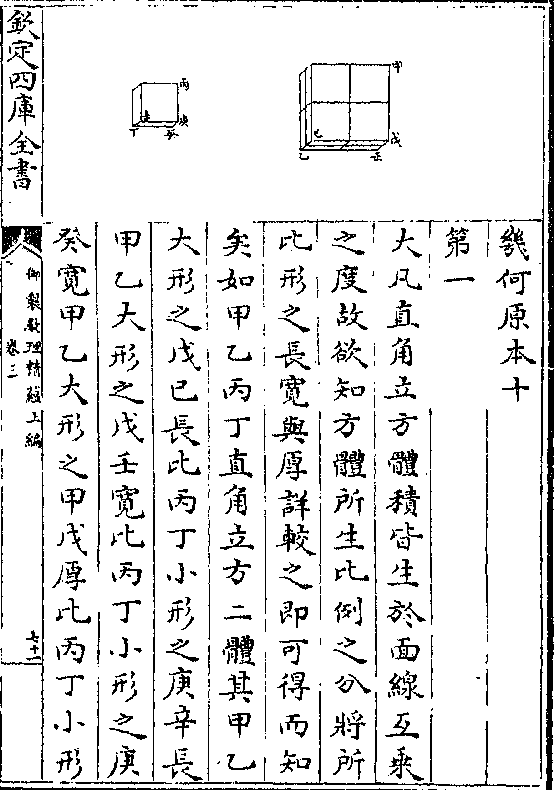 幾何原本十
第一
大凡直角立方體積皆生於面線互乘
之度故欲知方體所生比例之分將所
比形之長寬與厚詳較之即可得而知
矣如甲乙丙丁直角立方二體其甲乙
大形之戊己長比丙丁小形之庚辛長
甲乙大形之戊壬寬比丙丁小形之庚
癸寬甲乙大形之甲戊厚比丙丁小形
甲
戊
己
乙
丙
庚
丁
癸
欽定四庫全書
御製數理精蘊上編
卷三
七十一